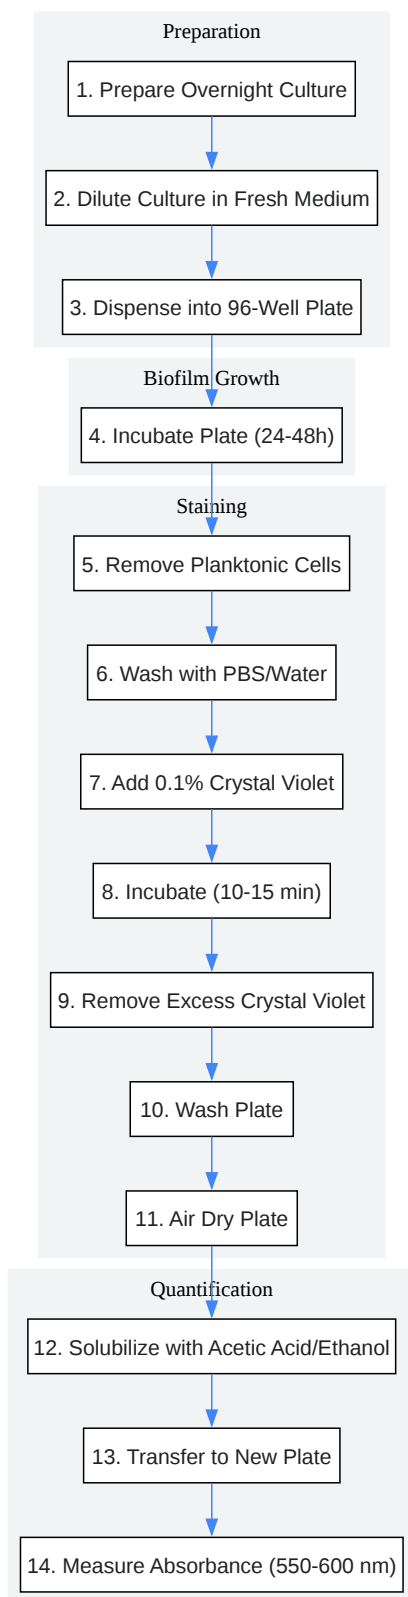 Preparation
1. Prepare Overnight Culture
2. Dilute Culture in Fresh Medium
3. Dispense into 96-Well Plate
Biofilm Growth
4. Incubate Plate (24-48h)
Staining
5. Remove Planktonic Cells
6. Wash with PBS/Water
7. Add 0.1% Crystal Violet
8. Incubate (10-15 min)
9. Remove Excess Crystal Violet
10. Wash Plate
11. Air Dry Plate
Quantification
12. Solubilize with Acetic Acid/Ethanol
13. Transfer to New Plate
14. Measure Absorbance (550-600 nm)